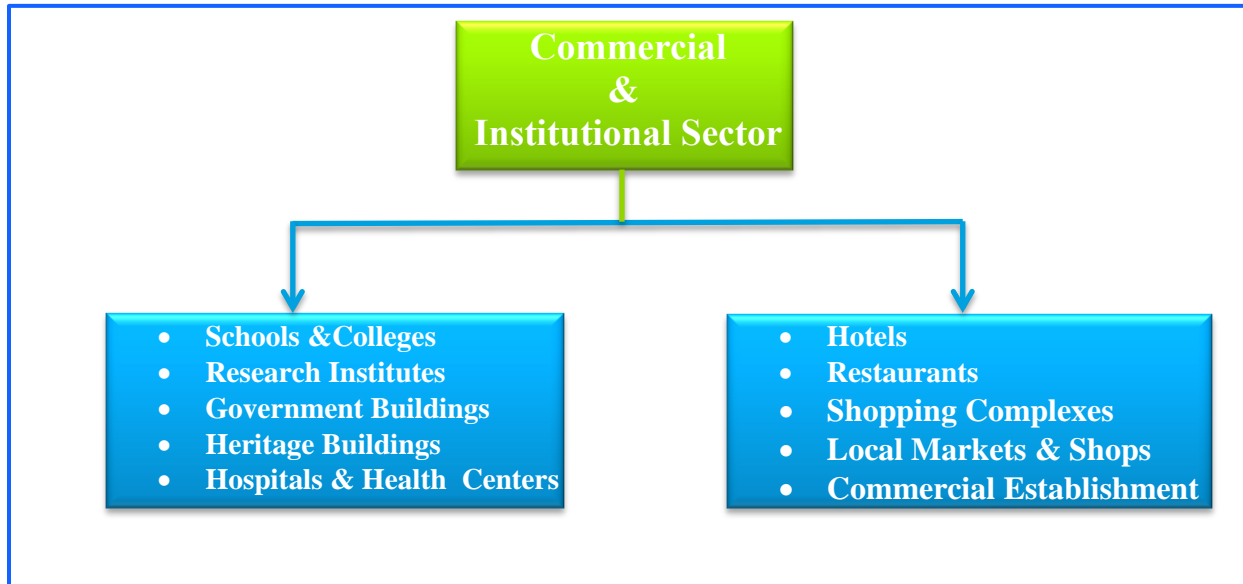 Commercial
&
Institutional Sector
• Schools &Colleges
• Research Institutes
• Government Buildings
• Heritage Buildings
• Hospitals & Health  Centers
• Hotels
• Restaurants
• Shopping Complexes
• Local Markets & Shops
• Commercial Establishment